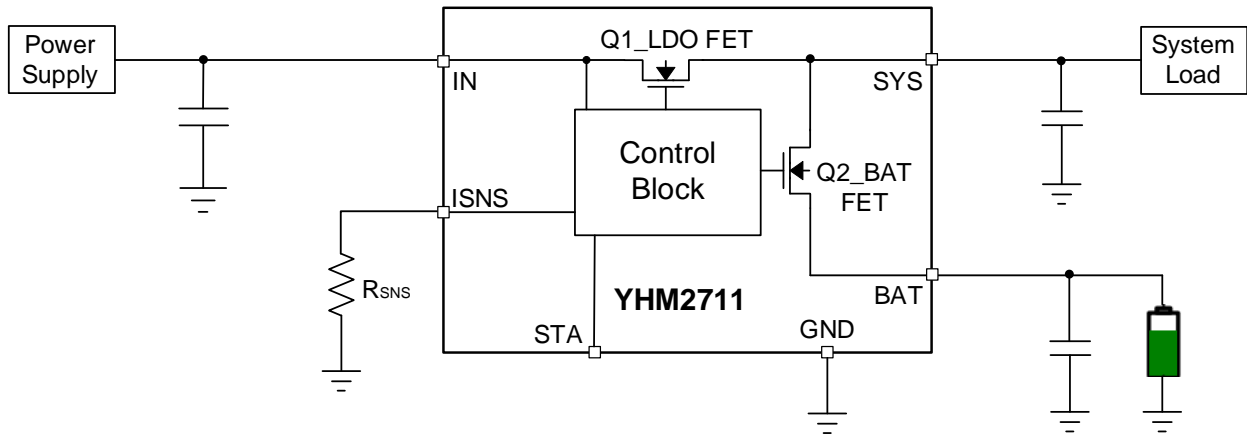 Power
Supply
IN
Q1_LDO FET
SYS
System
Load
Control
Block
Q2_BAT
FET
ISNS
RSNS
YHM2711
BAT
STA
GND